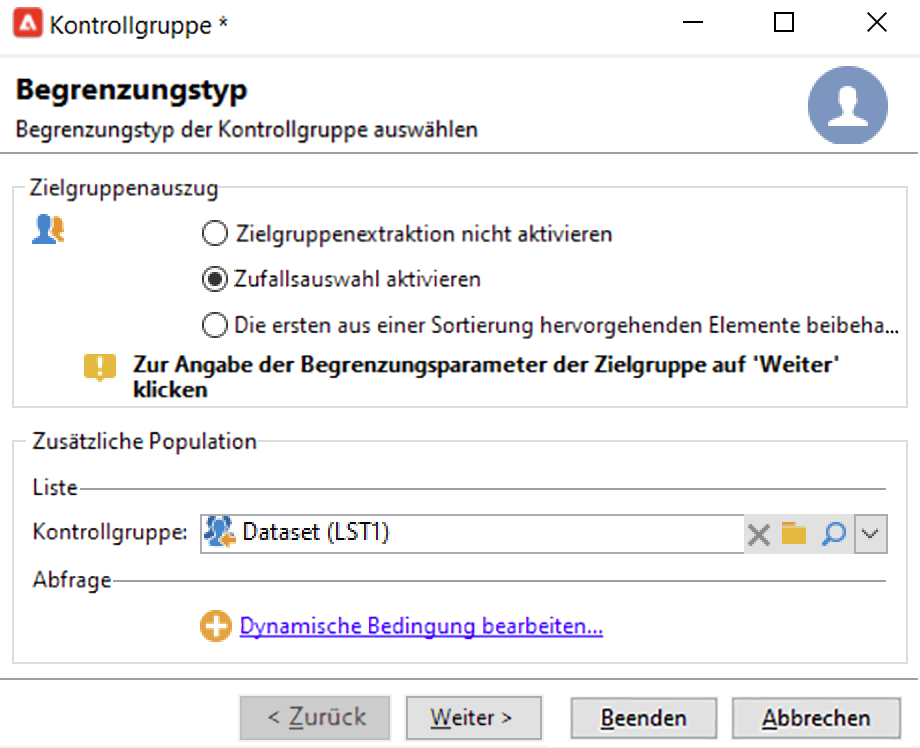 Kontrollgruppe *
Begrenzungstyp
Begrenzungstyp der Kontrollgruppe auswählen
Zielgruppenauszug
Zielgruppenextraktion nicht aktivieren
Zufallsauswahl aktivieren
Die ersten aus einer Sortierung hervorgehenden Elemente beibeha...
Zur Angabe der Begrenzungsparameter der Zielgruppe auf 'Weiter'
klicken
Zusätzliche Population
Liste
Kontrollgruppe: Dataset (LST1)
Abfrage
Dynamische Bedingung bearbeiten...
< Zurück Weiter > Beenden Abbrechen